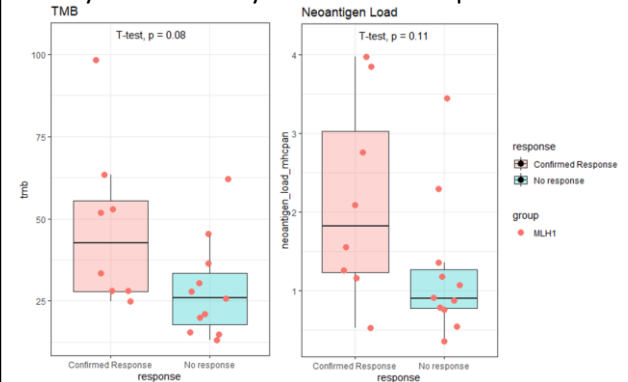 TMB
T-test, p = 0.08
100
75
50
25
tmb
Confirmed Response
No response
response
Neoantigen Load
T-test, p = 0.11
4
3
2
1
neoantigen_load_mhcpan
Confirmed Response
No response
response
response
Confirmed Response
No response
group
MLH1